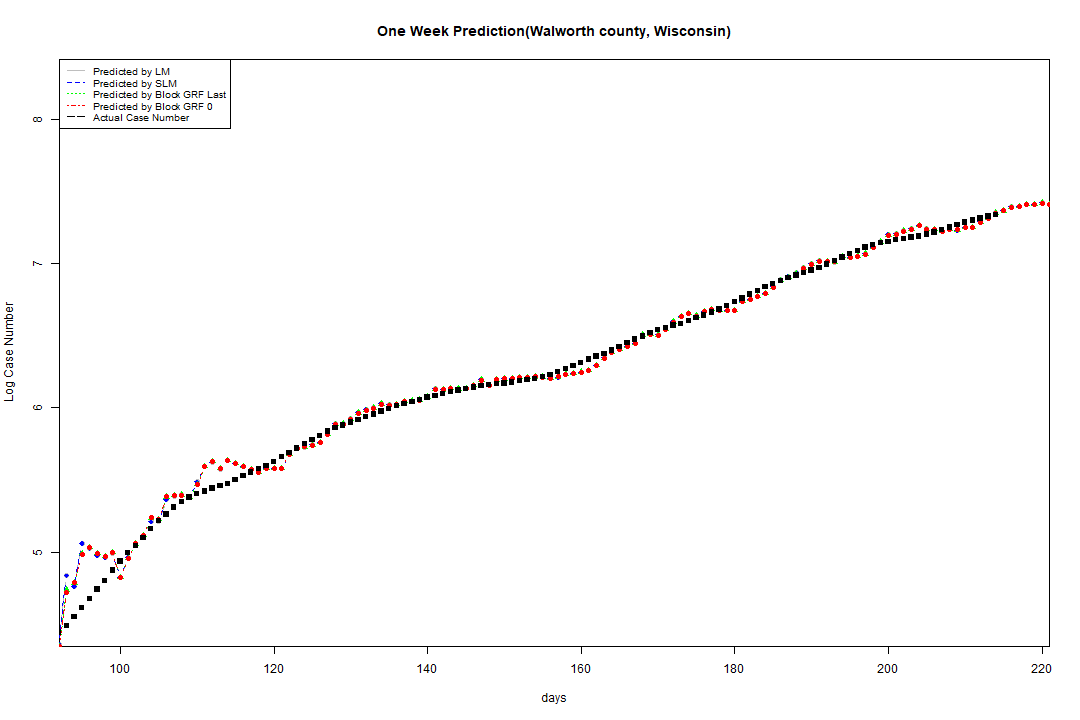 One Week Prediction(Walworth county, Wisconsin)
Predicted by LM
Predicted by SLM
Predicted by Block GRF Last
Predicted by Block GRF 0
Actual Case Number
8
7
6
5
Log Case Number
100 120 140 160 180 200 220
days